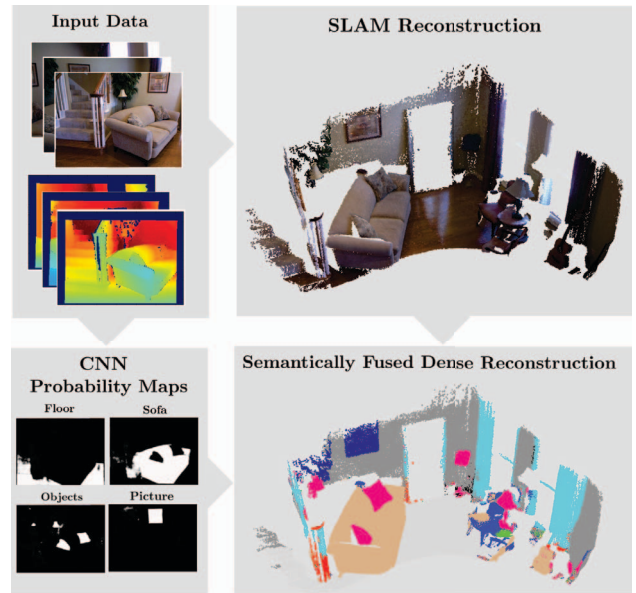 Input Data
SLAM Reconstruction
CNN
Probability Maps
Floor
Sofa
Objects
Picture
Semantically Fused Dense Reconstruction